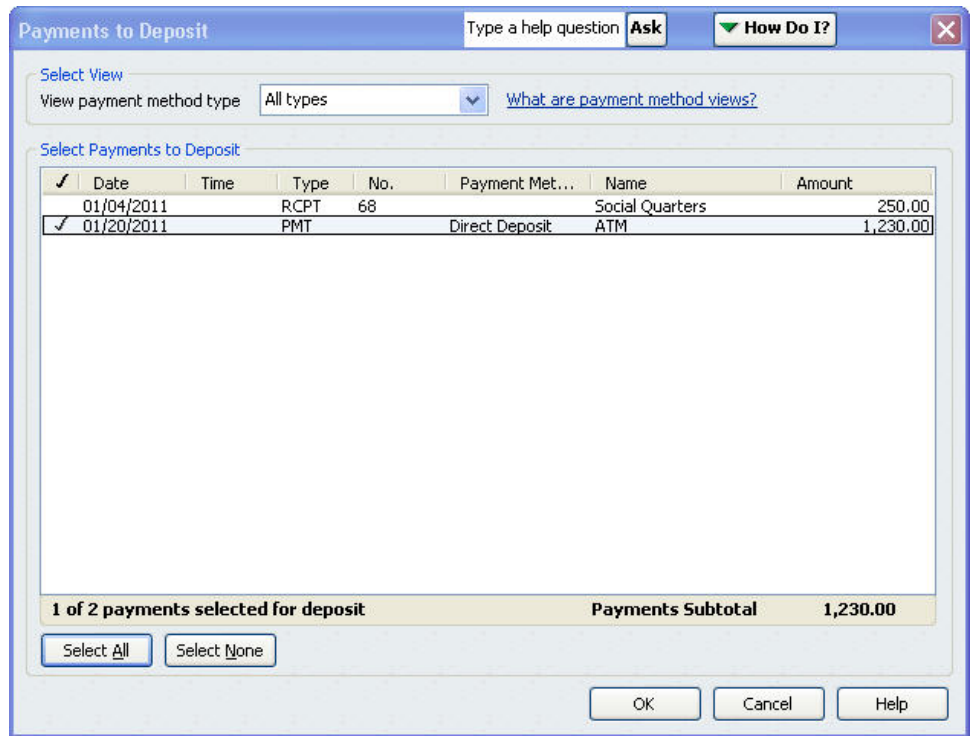 Payments to Deposit Type a help question Ask How Do I?
Select View
View payment method type All types What are payment method views?
Select Payments to Deposit
✓ Date Time Type No. Payment Met... Name Amount
01/04/2011 RCPT 68 Social Quarters 250.00
✓ 01/20/2011 PMT Direct Deposit ATM 1,230.00
1 of 2 payments selected for deposit Payments Subtotal 1,230.00
Select All Select None
OK Cancel Help